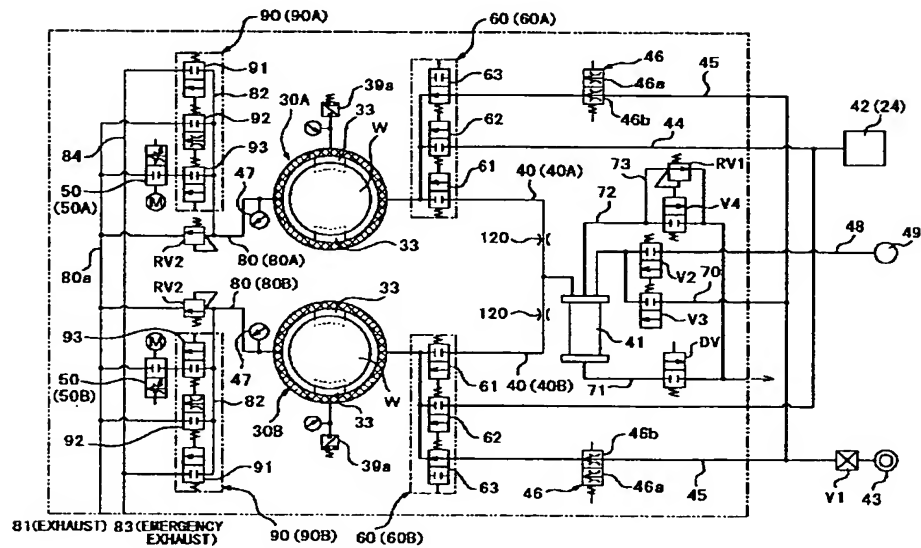 90 (90A)
60 (60A)
91
63
46
45
82
39a
46a
42 (24)
30A
33
W
46b
92
62
44
84
73
RV1
93
61
47
40 (40A)
72
V4
50
(50A)
M
120
48
49
RV2
33
80a
80 (80A)
V2
70
RV2
80 (80B)
33
120
V3
93
41
DV
M
47
61
40 (40B)
71
50
(50B)
82
W
30B
33
62
46b
92
39a
91
63
46
46a
45
V1
43
81 (EXHAUST)
83 (EMERGENCY
EXHAUST)
90 (90B)
60 (60B)